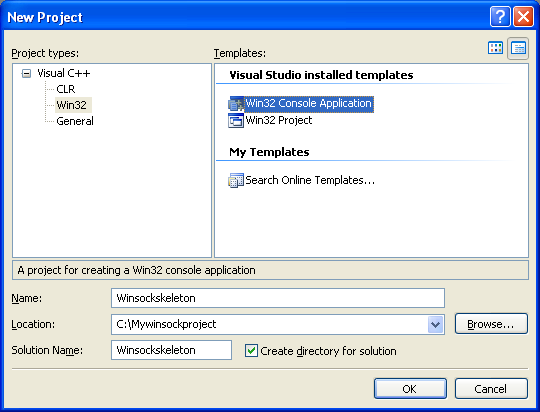 New Project
Project types:
Templates:
Visual C++
CLR
Win32
General
Visual Studio installed templates
Win32 Console Application
Win32 Project
My Templates
Search Online Templates...
A project for creating a Win32 console application
Name:
Winsockskeleton
Location:
C:\Mywinsockproject
Browse...
Solution Name:
Winsockskeleton
Create directory for solution
OK
Cancel